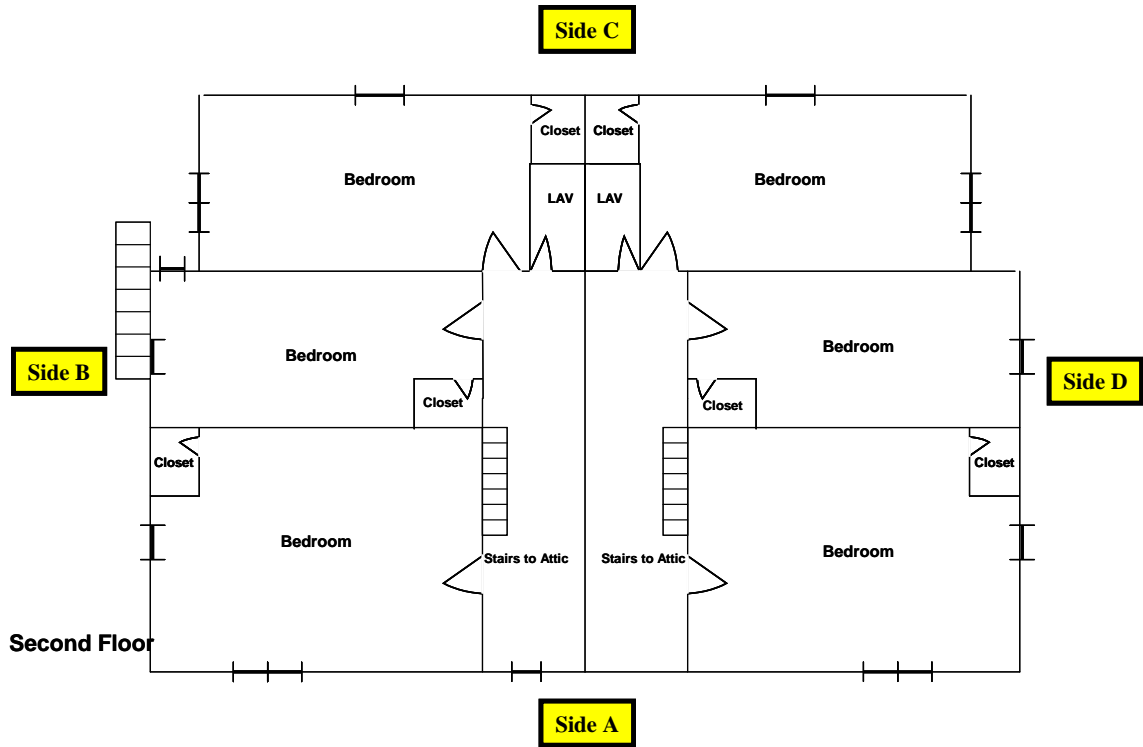 Side C
Closet
Closet
Bedroom
LAV
LAV
Bedroom
Bedroom
Bedroom
Side B
Side D
Closet
Closet
Closet
Closet
Bedroom
Bedroom
Stairs to Attic
Stairs to Attic
Second Floor
Side A